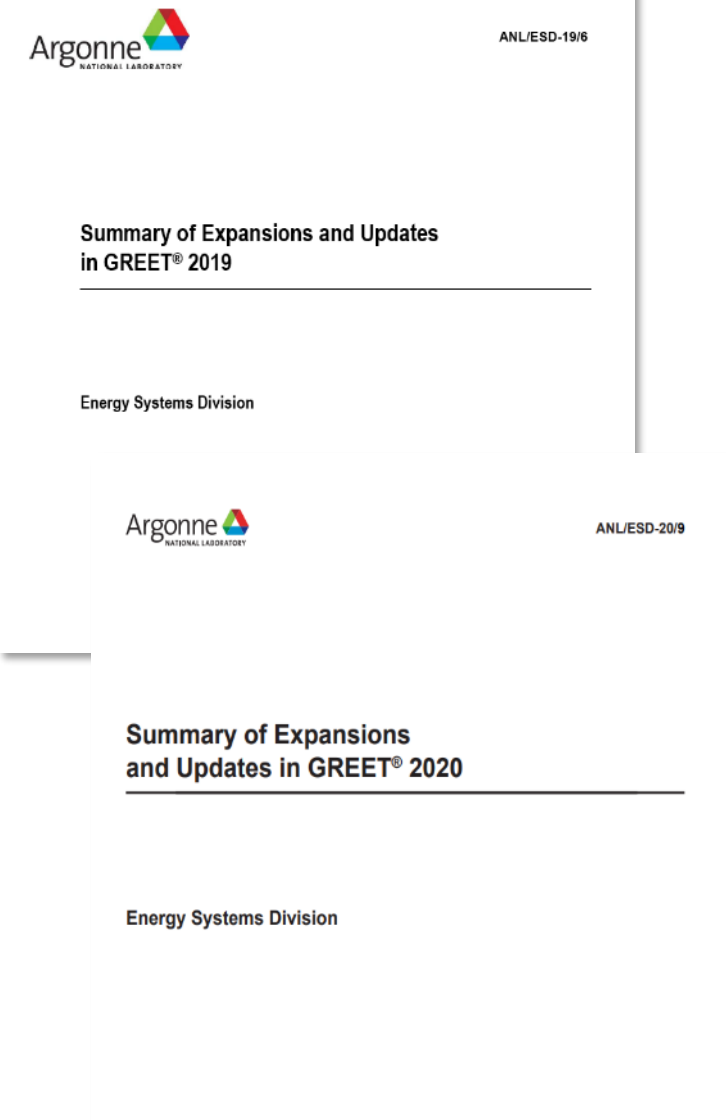 Argonne
NATIONAL LABORATORY
ANL/ESD-19/6
Summary of Expansions and Updates
in GREET® 2019
Energy Systems Division
Argonne
NATIONAL LABORATORY
ANL/ESD-20/9
Summary of Expansions
and Updates in GREET® 2020
Energy Systems Division